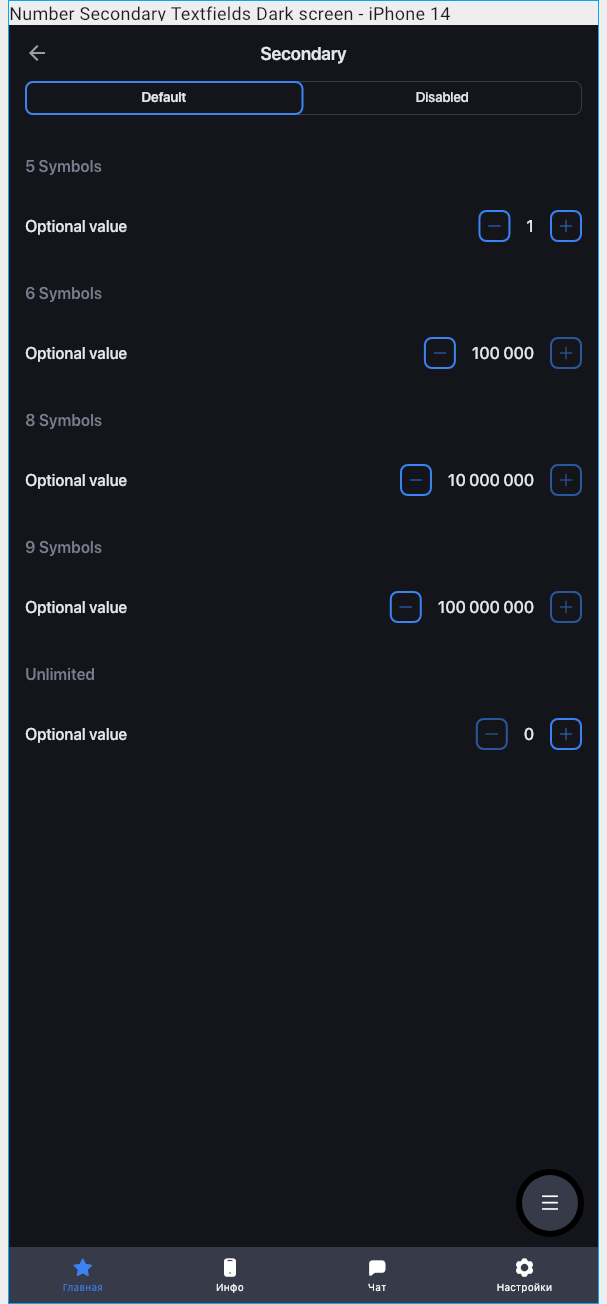 Number Secondary Textfields Dark screen - iPhone 14
Secondary
Default Disabled
5 Symbols
Optional value 1
6 Symbols
Optional value 100 000
8 Symbols
Optional value 10 000 000
9 Symbols
Optional value 100 000 000
Unlimited
Optional value 0
Главная Инфо Чат Настройки